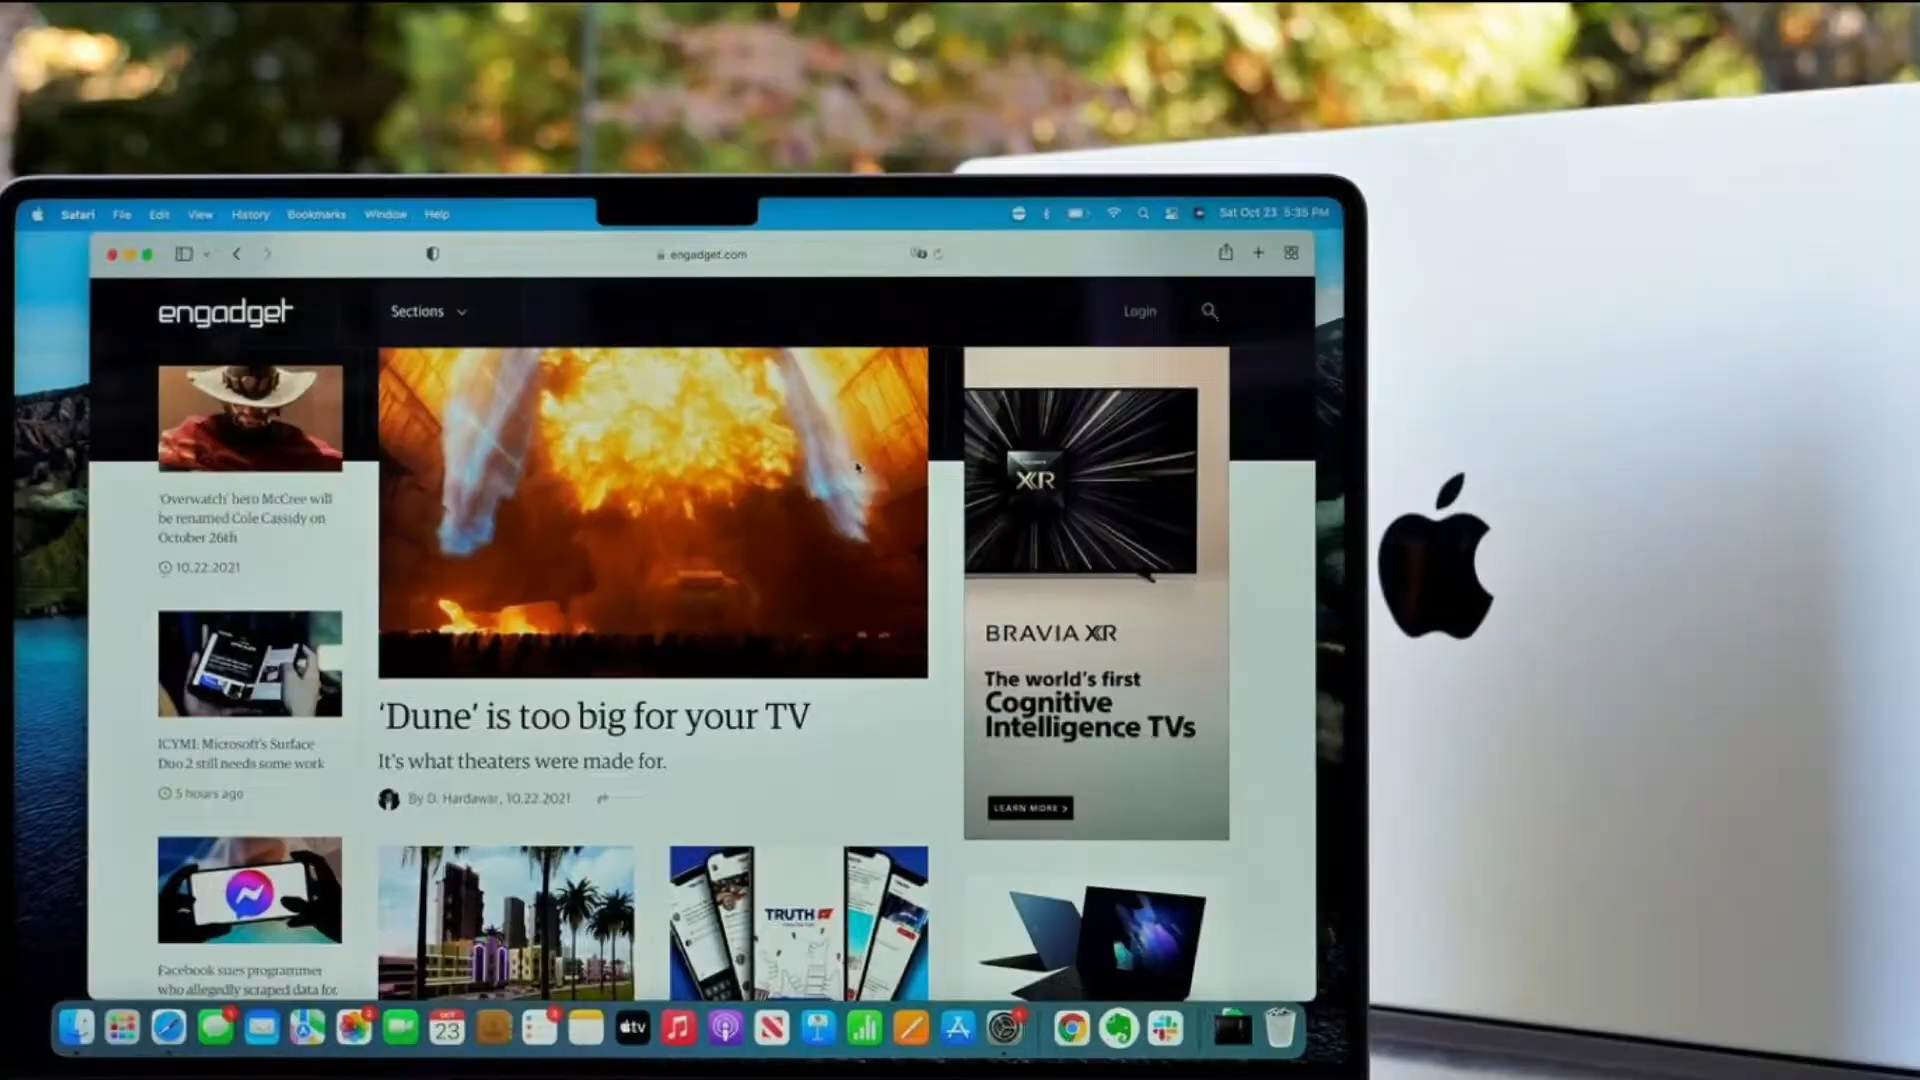 Safari File Edit View History Bookmarks Window Help
Sat Oct 23 5:35 PM
engadget.com
engadget
Sections
Login
'Overwatch' hero McCree will
be renamed Cole Cassidy on
October 26th
10.22.2021
ICYMI: Microsoft's Surface
Duo 2 still needs some work
5 hours ago
Facebook sues programmer
who allegedly scraped data for
'Dune' is too big for your TV
It's what theaters were made for.
By D. Hardawar, 10.22.2021
TRUTH
XR
BRAVIA XR
The world's first
Cognitive
Intelligence TVs
LEARN MORE >
OCT
23
tv